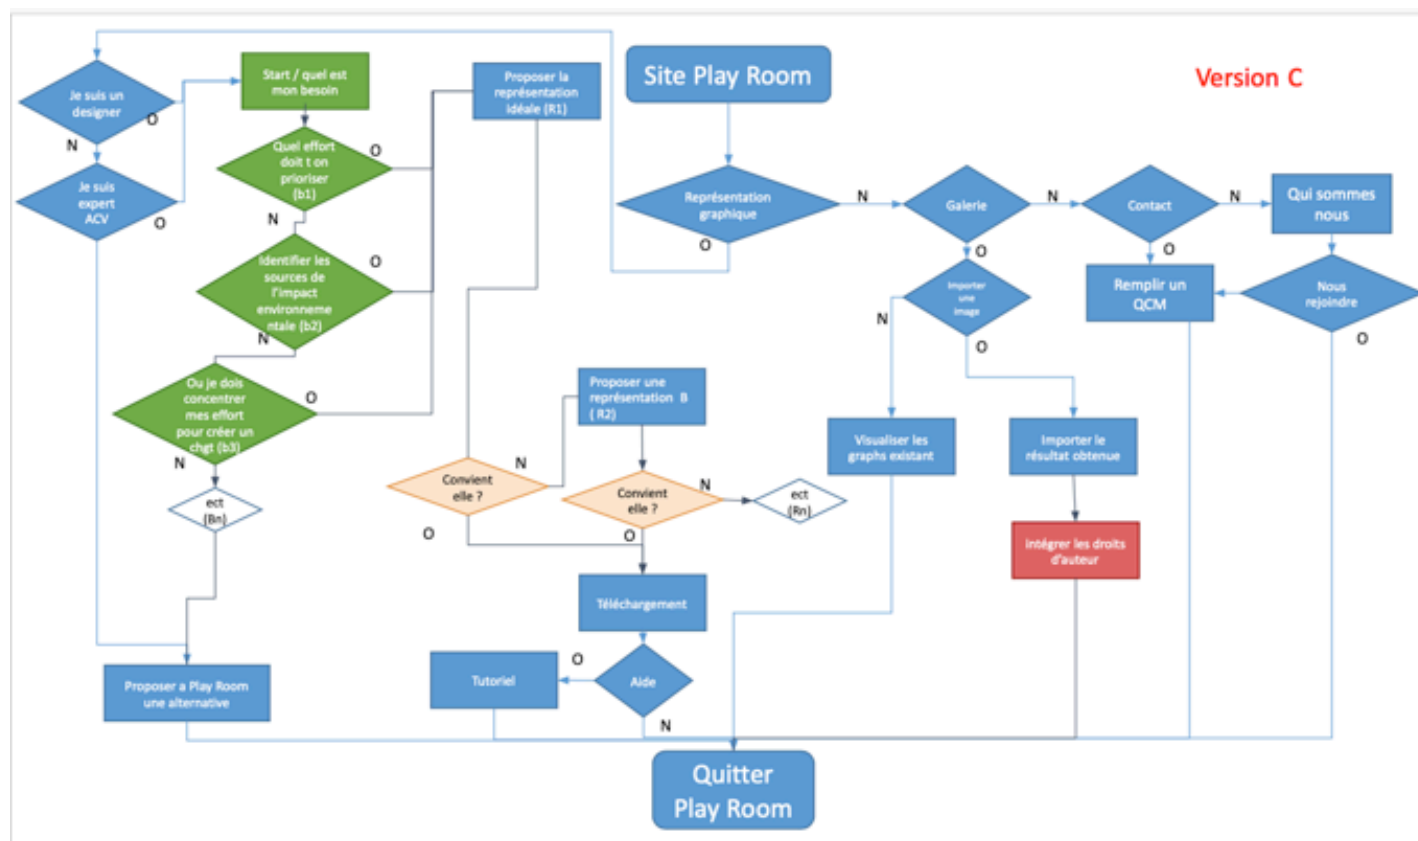 Version C
Site Play Room
Start / quel est
mon besoin
Proposer la
représentation
idéale (R1)
Je suis un
designer
O
N
Quel effort
doit t on
prioriser
(b1)
O
N
Je suis
expert
ACV
O
Représentation
graphique
N
O
Galerie
N
O
Contact
N
O
Qui sommes
nous
Identifier les
sources de
l'impact
environneme
ntale (b2)
O
N
Importer
une
image
N
O
Remplir un
QCM
Nous
rejoindre
O
Ou je dois
concentrer
mes effort
pour créer un
chgt (b3)
O
N
Proposer une
représentation B
( R2)
Visualiser les
graphs existant
Importer le
résultat obtenue
Convient
elle ?
N
O
Convient
elle ?
N
O
ect
(Rn)
ect
(Bn)
intégrer les droits
d'auteur
Téléchargement
Aide
O
N
Tutoriel
Proposer a Play Room
une alternative
Quitter
Play Room